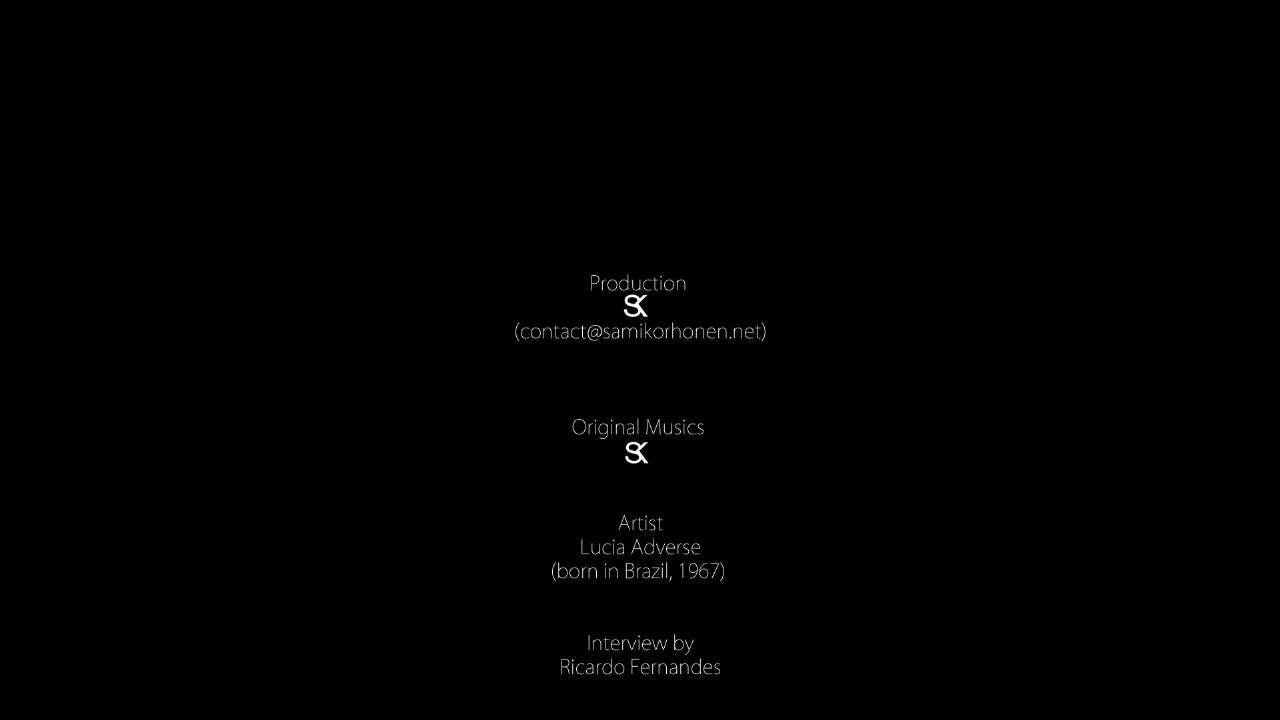 Production
SK
(contact@samikorhonen.net)
Original Musics
SK
Artist
Lucia Adverse
(born in Brazil, 1967)
Interview by
Ricardo Fernandes